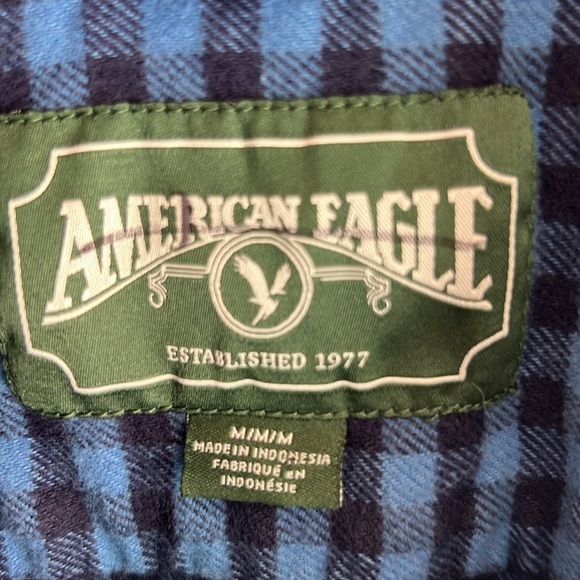 AMERICAN EAGLE
ESTABLISHED 1977
M/M/M
MADE IN INDONESIA
FABRIQUÉ EN
INDONÉSIE